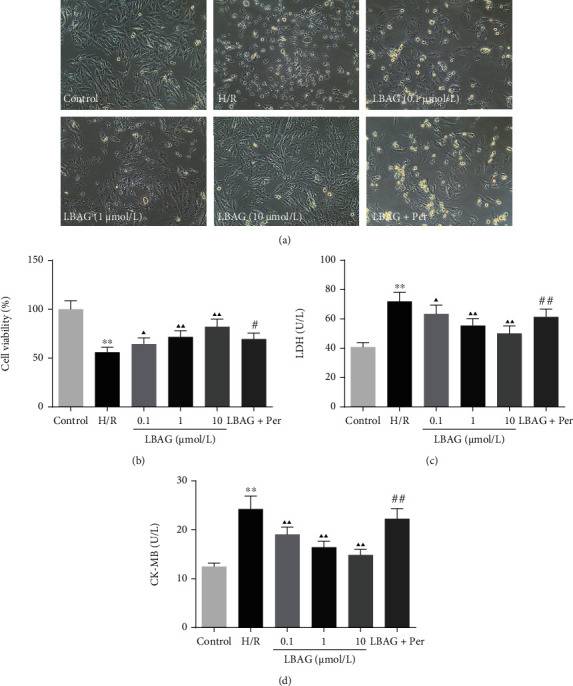 Control
H/R
LBAG (0.1 μmol/L)
LBAG (1 μmol/L)
LBAG (10 μmol/L)
LBAG + Per
(a)
150
100
50
0
Cell viability (%)
**
▲
▲▲
▲▲
#
Control H/R 0.1 1 10 LBAG + Per
LBAG (μmol/L)
(b)
100
80
60
40
20
0
LDH (U/L)
**
▲
▲▲
▲▲
##
Control H/R 0.1 1 10 LBAG + Per
LBAG (μmol/L)
(c)
30
20
10
0
CK-MB (U/L)
**
▲▲
▲▲
▲▲
##
Control H/R 0.1 1 10 LBAG + Per
LBAG (μmol/L)
(d)